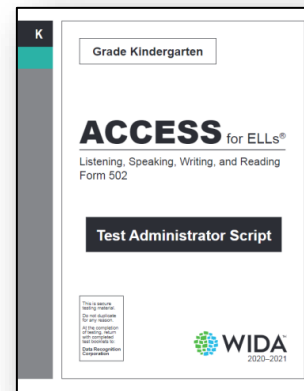 K
Grade Kindergarten
ACCESS for ELLs®
Listening, Speaking, Writing, and Reading
Form 502
Test Administrator Script
This is secure
testing material.
Do not duplicate
for any reason.
At the completion
of testing, return
with completed
test booklets to:
Data Recognition
Corporation
WIDA™
2020–2021